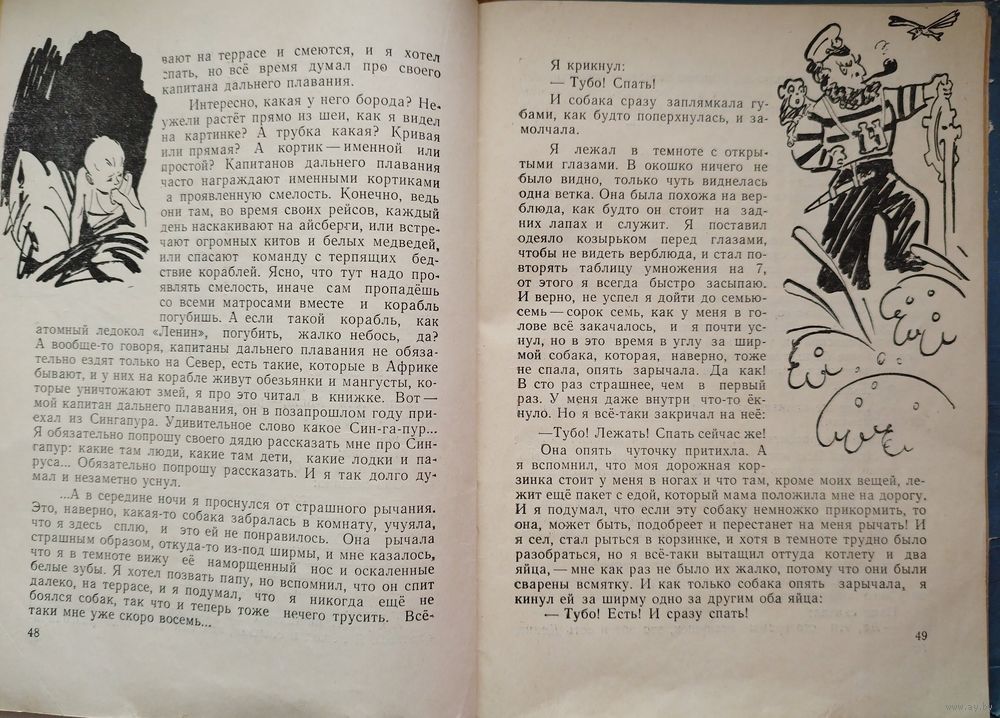 вают на террасе и смеются, и я хотел
спать, но всё время думал про своего
капитана дальнего плавания.
Интересно, какая у него борода? Не-
ужели растёт прямо из шеи, как я видел
на картинке? А трубка какая? Кривая
или прямая? А кортик — именной или
простой? Капитанов дальнего плавания
часто награждают именными кортиками
а проявленную смелость. Конечно, ведь
они там, во время своих рейсов, каждый
день наскакивают на айсберги, или встре-
чают огромных китов и белых медведей,
или спасают команду с терпящих бед-
ствие кораблей. Ясно, что тут надо про-
являть смелость, иначе сам пропадёшь
со всеми матросами вместе и корабль
погубишь. А если такой корабль, как
атомный ледокол «Ленин», погубить, жалко небось, да?
А вообще-то говоря, капитаны дальнего плавания не обяза-
тельно ездят только на Север, есть такие, которые в Африке
бывают, и у них на корабле живут обезьянки и мангусты, ко-
торые уничтожают змей, я про это читал в книжке. Вот —
мой капитан дальнего плавания, он в позапрошлом году при-
ехал из Сингапура. Удивительное слово какое Син-га-пур...
Я обязательно попрошу своего дядю рассказать мне про Син-
гапур: какие там люди, какие там дети, какие лодки и па-
руса... Обязательно попрошу рассказать. И я так долго ду-
мал и незаметно уснул.
...А в середине ночи я проснулся от страшного рычания.
Это, наверно, какая-то собака забралась в комнату, учуяла,
что я здесь сплю, и это ей не понравилось. Она рычала
страшным образом, откуда-то из-под ширмы, и мне казалось,
что я в темноте вижу её наморщенный нос и оскаленные
белые зубы. Я хотел позвать папу, но вспомнил, что он спит
далеко, на террасе, и я подумал, что я никогда ещё не
боялся собак, так что и теперь тоже нечего трусить. Всё-
таки мне уже скоро восемь...
48
Я крикнул:
— Тубо! Спать!
И собака сразу заплямкала гу-
бами, как будто поперхнулась, и за-
молчала.
Я лежал в темноте с откры-
тыми глазами. В окошко ничего не
было видно, только чуть виднелась
одна ветка. Она была похожа на вер-
блюда, как будто он стоит на зад-
них лапах и служит. Я поставил
одеяло козырьком перед глазами,
чтобы не видеть верблюда, и стал по-
вторять таблицу умножения на 7,
от этого я всегда быстро засыпаю.
И верно, не успел я дойти до семью-
семь — сорок семь, как у меня в го-
лове всё закачалось, и я почти ус-
нул, но в это время в углу за шир-
мой собака, которая, наверно, тоже
не спала, опять зарычала. Да как!
В сто раз страшнее, чем в первый
раз. У меня даже внутри что-то ёк-
нуло. Но я всё-таки закричал на неё:
— Тубо! Лежать! Спать сейчас же!
Она опять чуточку притихла. А
я вспомнил, что моя дорожная кор-
зинка стоит у меня в ногах и что там, кроме моих вещей, ле-
жит ещё пакет с едой, который мама положила мне на дорогу.
И я подумал, что если эту собаку немножко прикормить, то
она, может быть, подобреет и перестанет на меня рычать! И
я сел, стал рыться в корзинке, и хотя в темноте трудно было
разобраться, но я всё-таки вытащил оттуда котлету и два
яйца, — мне как раз не было их жалко, потому что они были
сварены всмятку. И как только собака опять зарычала, я
кинул ей за ширму одно за другим оба яйца:
— Тубо! Есть! И сразу спать!
49
www.ay.by